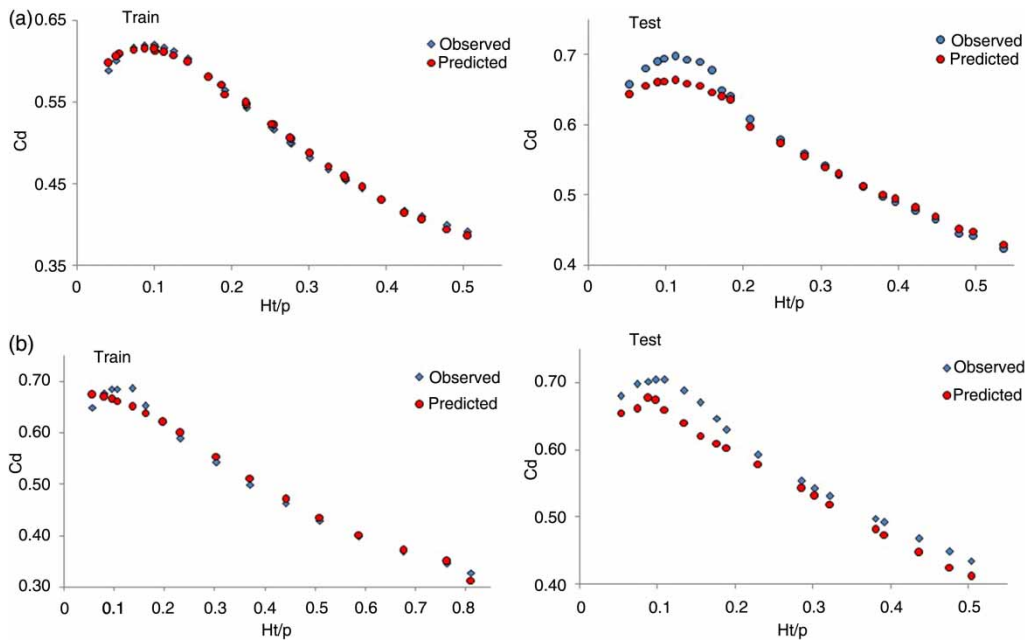 (a)
Train
0.65
0.55
0.45
0.35
Cd
0 0.1 0.2 0.3 0.4 0.5
Ht/p
Observed
Predicted
Test
0.7
0.6
0.5
0.4
Cd
0 0.1 0.2 0.3 0.4 0.5
Ht/p
Observed
Predicted
(b)
Train
0.70
0.60
0.50
0.40
0.30
Cd
0 0.1 0.2 0.3 0.4 0.5 0.6 0.7 0.8
Ht/p
Observed
Predicted
Test
0.70
0.60
0.50
0.40
Cd
0 0.1 0.2 0.3 0.4 0.5
Ht/p
Observed
Predicted